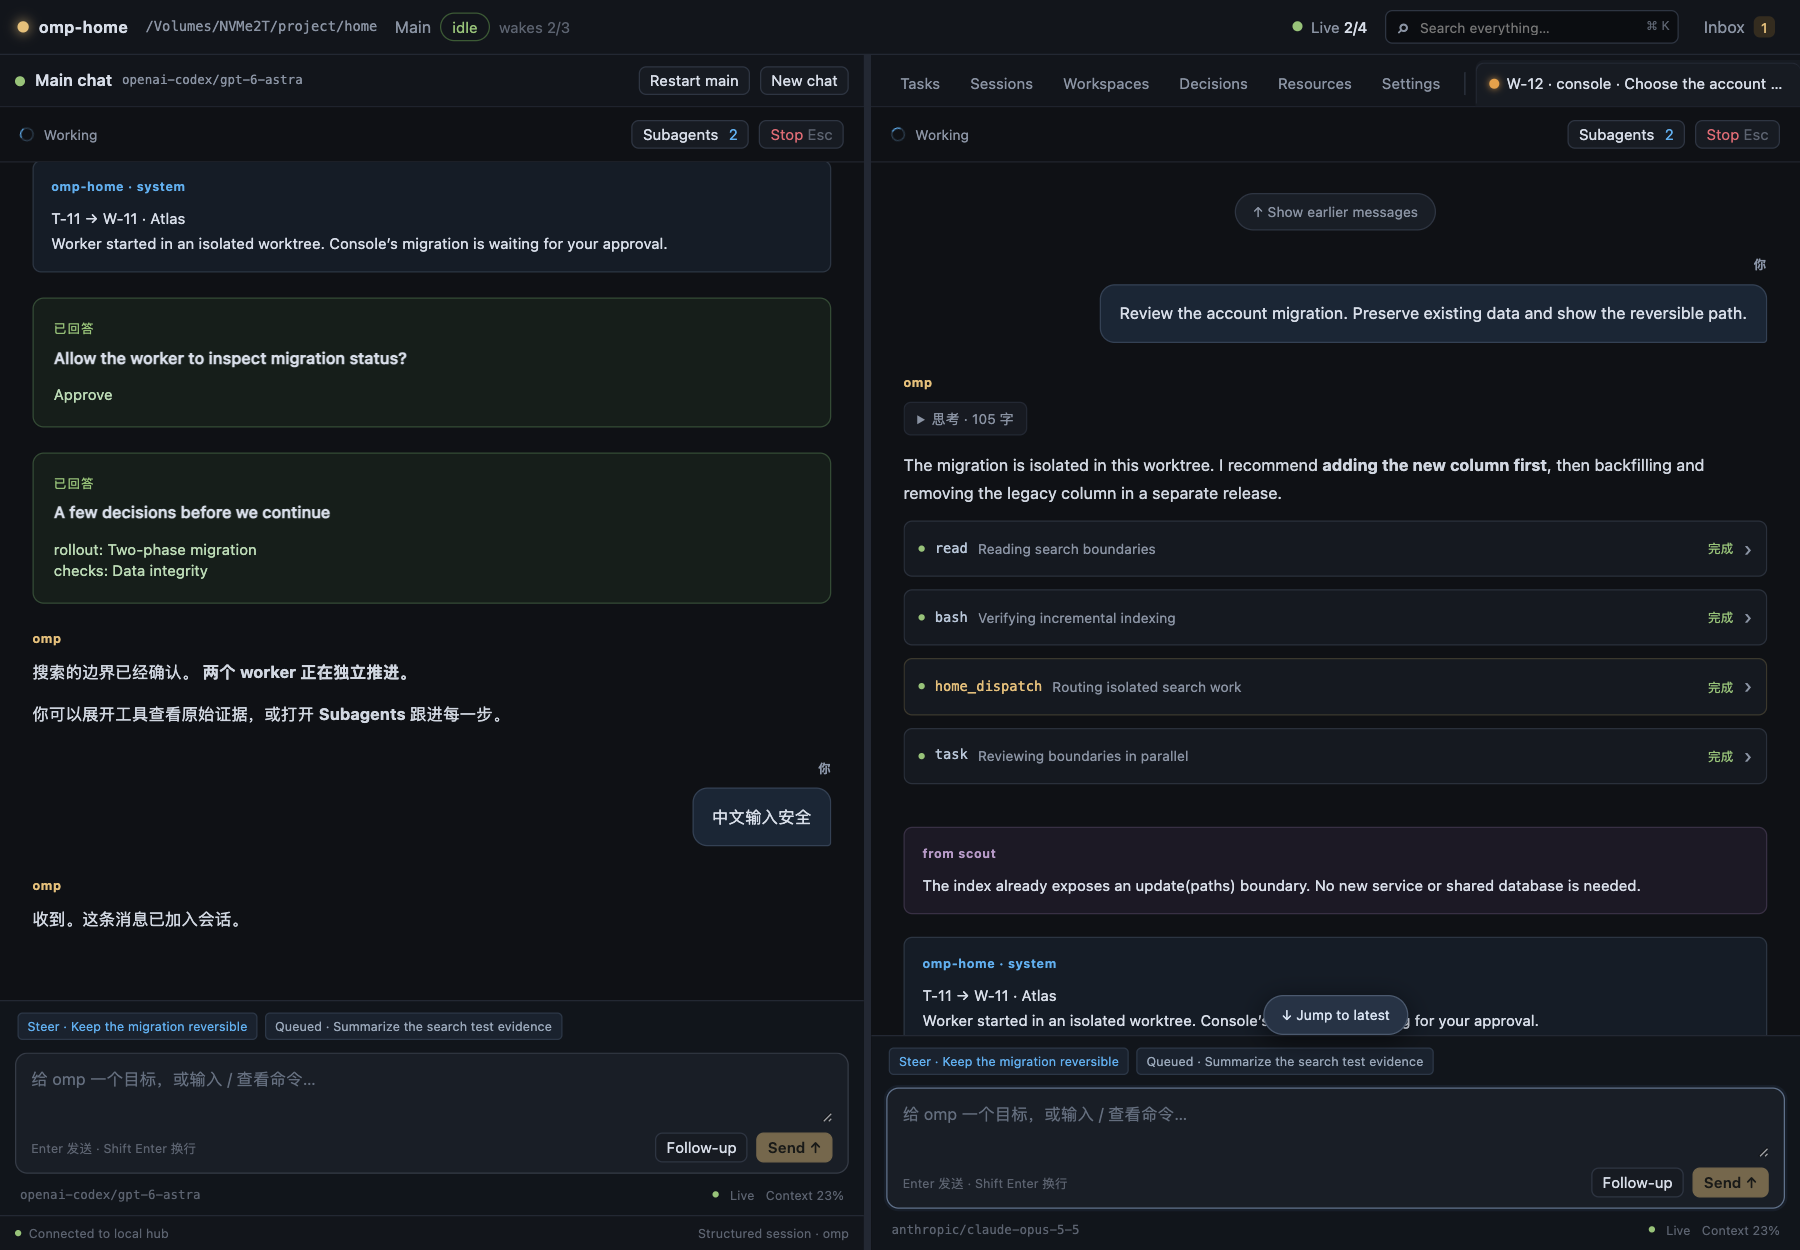 omp-home /Volumes/NVMe2T/project/home Main idle wakes 2/3
Live 2/4
Search everything... ⌘ K
Inbox 1
Main chat openai-codex/gpt-6-astra
Restart main
New chat
Working
Subagents 2
Stop Esc
omp-home · system
T-11 → W-11 · Atlas
Worker started in an isolated worktree. Console's migration is waiting for your approval.
已回答
Allow the worker to inspect migration status?
Approve
已回答
A few decisions before we continue
rollout: Two-phase migration
checks: Data integrity
omp
搜索的边界已经确认。 两个 worker 正在独立推进。
你可以展开工具查看原始证据，或打开 Subagents 跟进每一步。
你
中文输入安全
omp
收到。这条消息已加入会话。
Steer · Keep the migration reversible
Queued · Summarize the search test evidence
给 omp 一个目标，或输入 / 查看命令...
Enter 发送 · Shift Enter 换行
Follow-up
Send ↑
openai-codex/gpt-6-astra
Live Context 23%
Connected to local hub
Structured session · omp
Tasks Sessions Workspaces Decisions Resources Settings
W-12 · console · Choose the account ...
Working
Subagents 2
Stop Esc
↑ Show earlier messages
你
Review the account migration. Preserve existing data and show the reversible path.
omp
▶ 思考 · 105 字
The migration is isolated in this worktree. I recommend adding the new column first, then backfilling and
removing the legacy column in a separate release.
read Reading search boundaries 完成
bash Verifying incremental indexing 完成
home_dispatch Routing isolated search work 完成
task Reviewing boundaries in parallel 完成
from scout
The index already exposes an update(paths) boundary. No new service or shared database is needed.
omp-home · system
T-11 → W-11 · Atlas
Worker started in an isolated worktree. Console's g for your approval.
↓ Jump to latest
Steer · Keep the migration reversible
Queued · Summarize the search test evidence
给 omp 一个目标，或输入 / 查看命令...
Enter 发送 · Shift Enter 换行
Follow-up
Send ↑
anthropic/claude-opus-5-5
Live Context 23%